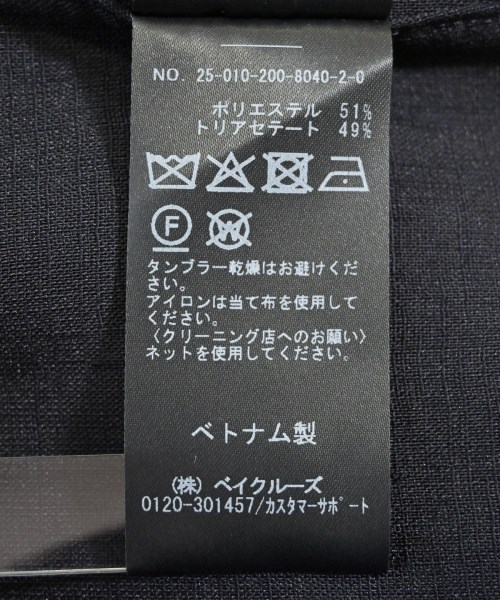 NO. 25-010-200-8040-2-0
ポリエステル 51%
トリアセテート 49%
F
W
タンブラー乾燥はお避けくだ
さい。
アイロンは当て布を使用して
ください。
〈クリーニング店へのお願い〉
ネットを使用してください。
ベトナム製
(株) ベイクルーズ
0120-301457/ｶｽﾀﾏｰｻﾎﾟｰﾄ